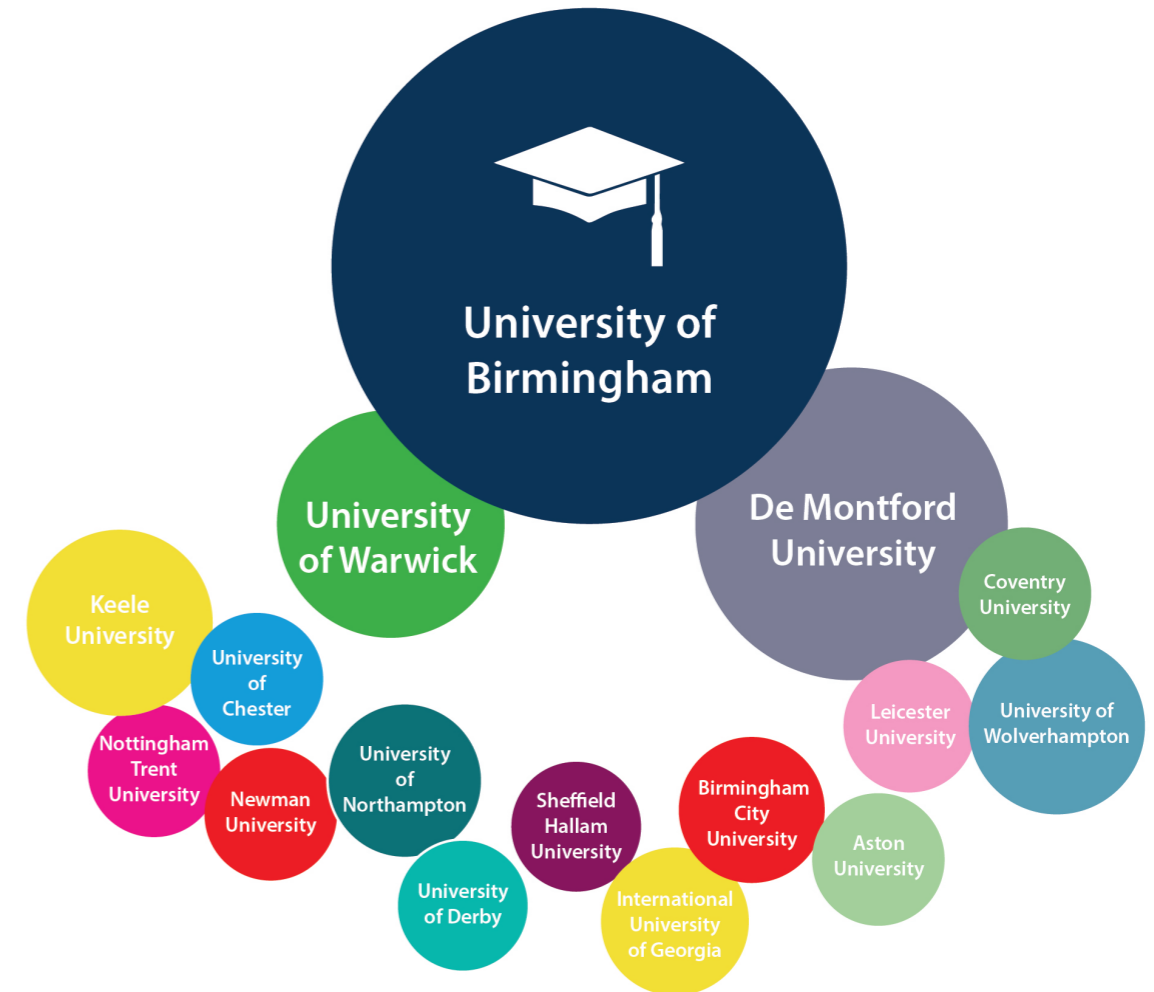 University of
Birmingham
University
of Warwick
De Montford
University
Keele
University
Coventry
University
University
of
Chester
Leicester
University
University of
Wolverhampton
Nottingham
Trent
University
Newman
University
University
of
Northampton
Sheffield
Hallam
University
Birmingham
City
University
Aston
University
University
of Derby
International
University
of Georgia